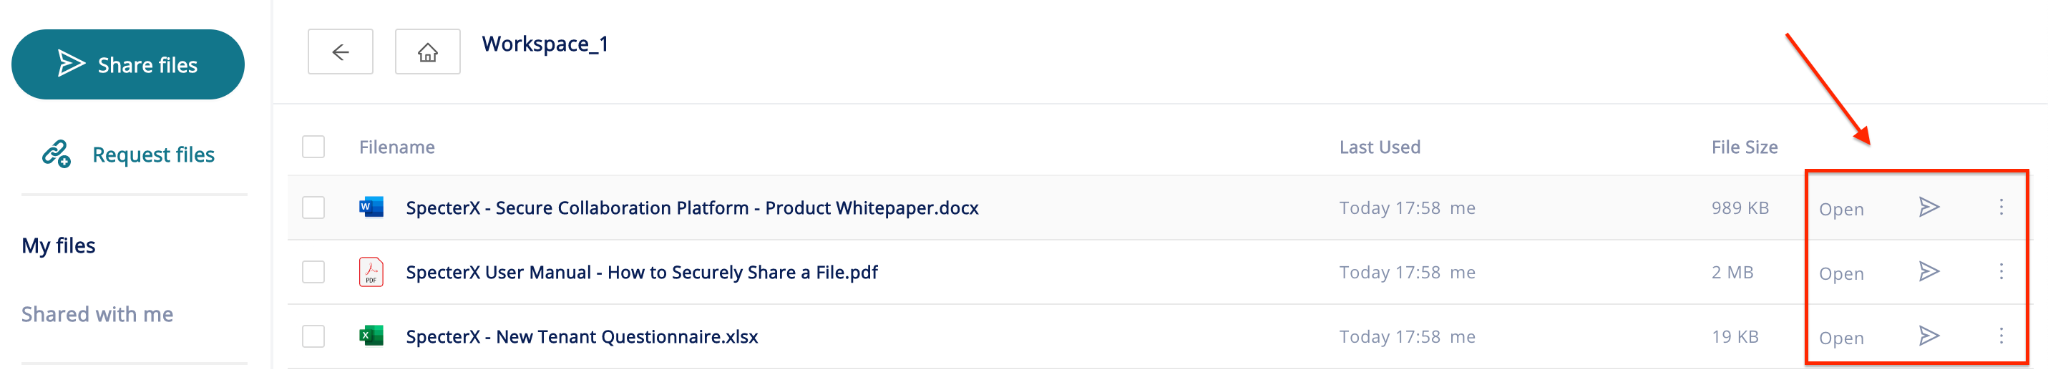 Share files
Request files
My files
Shared with me
Workspace_1
Filename Last Used File Size
W SpecterX - Secure Collaboration Platform - Product Whitepaper.docx Today 17:58 me 989 KB Open
PDF SpecterX User Manual - How to Securely Share a File.pdf Today 17:58 me 2 MB Open
X SpecterX - New Tenant Questionnaire.xlsx Today 17:58 me 19 KB Open